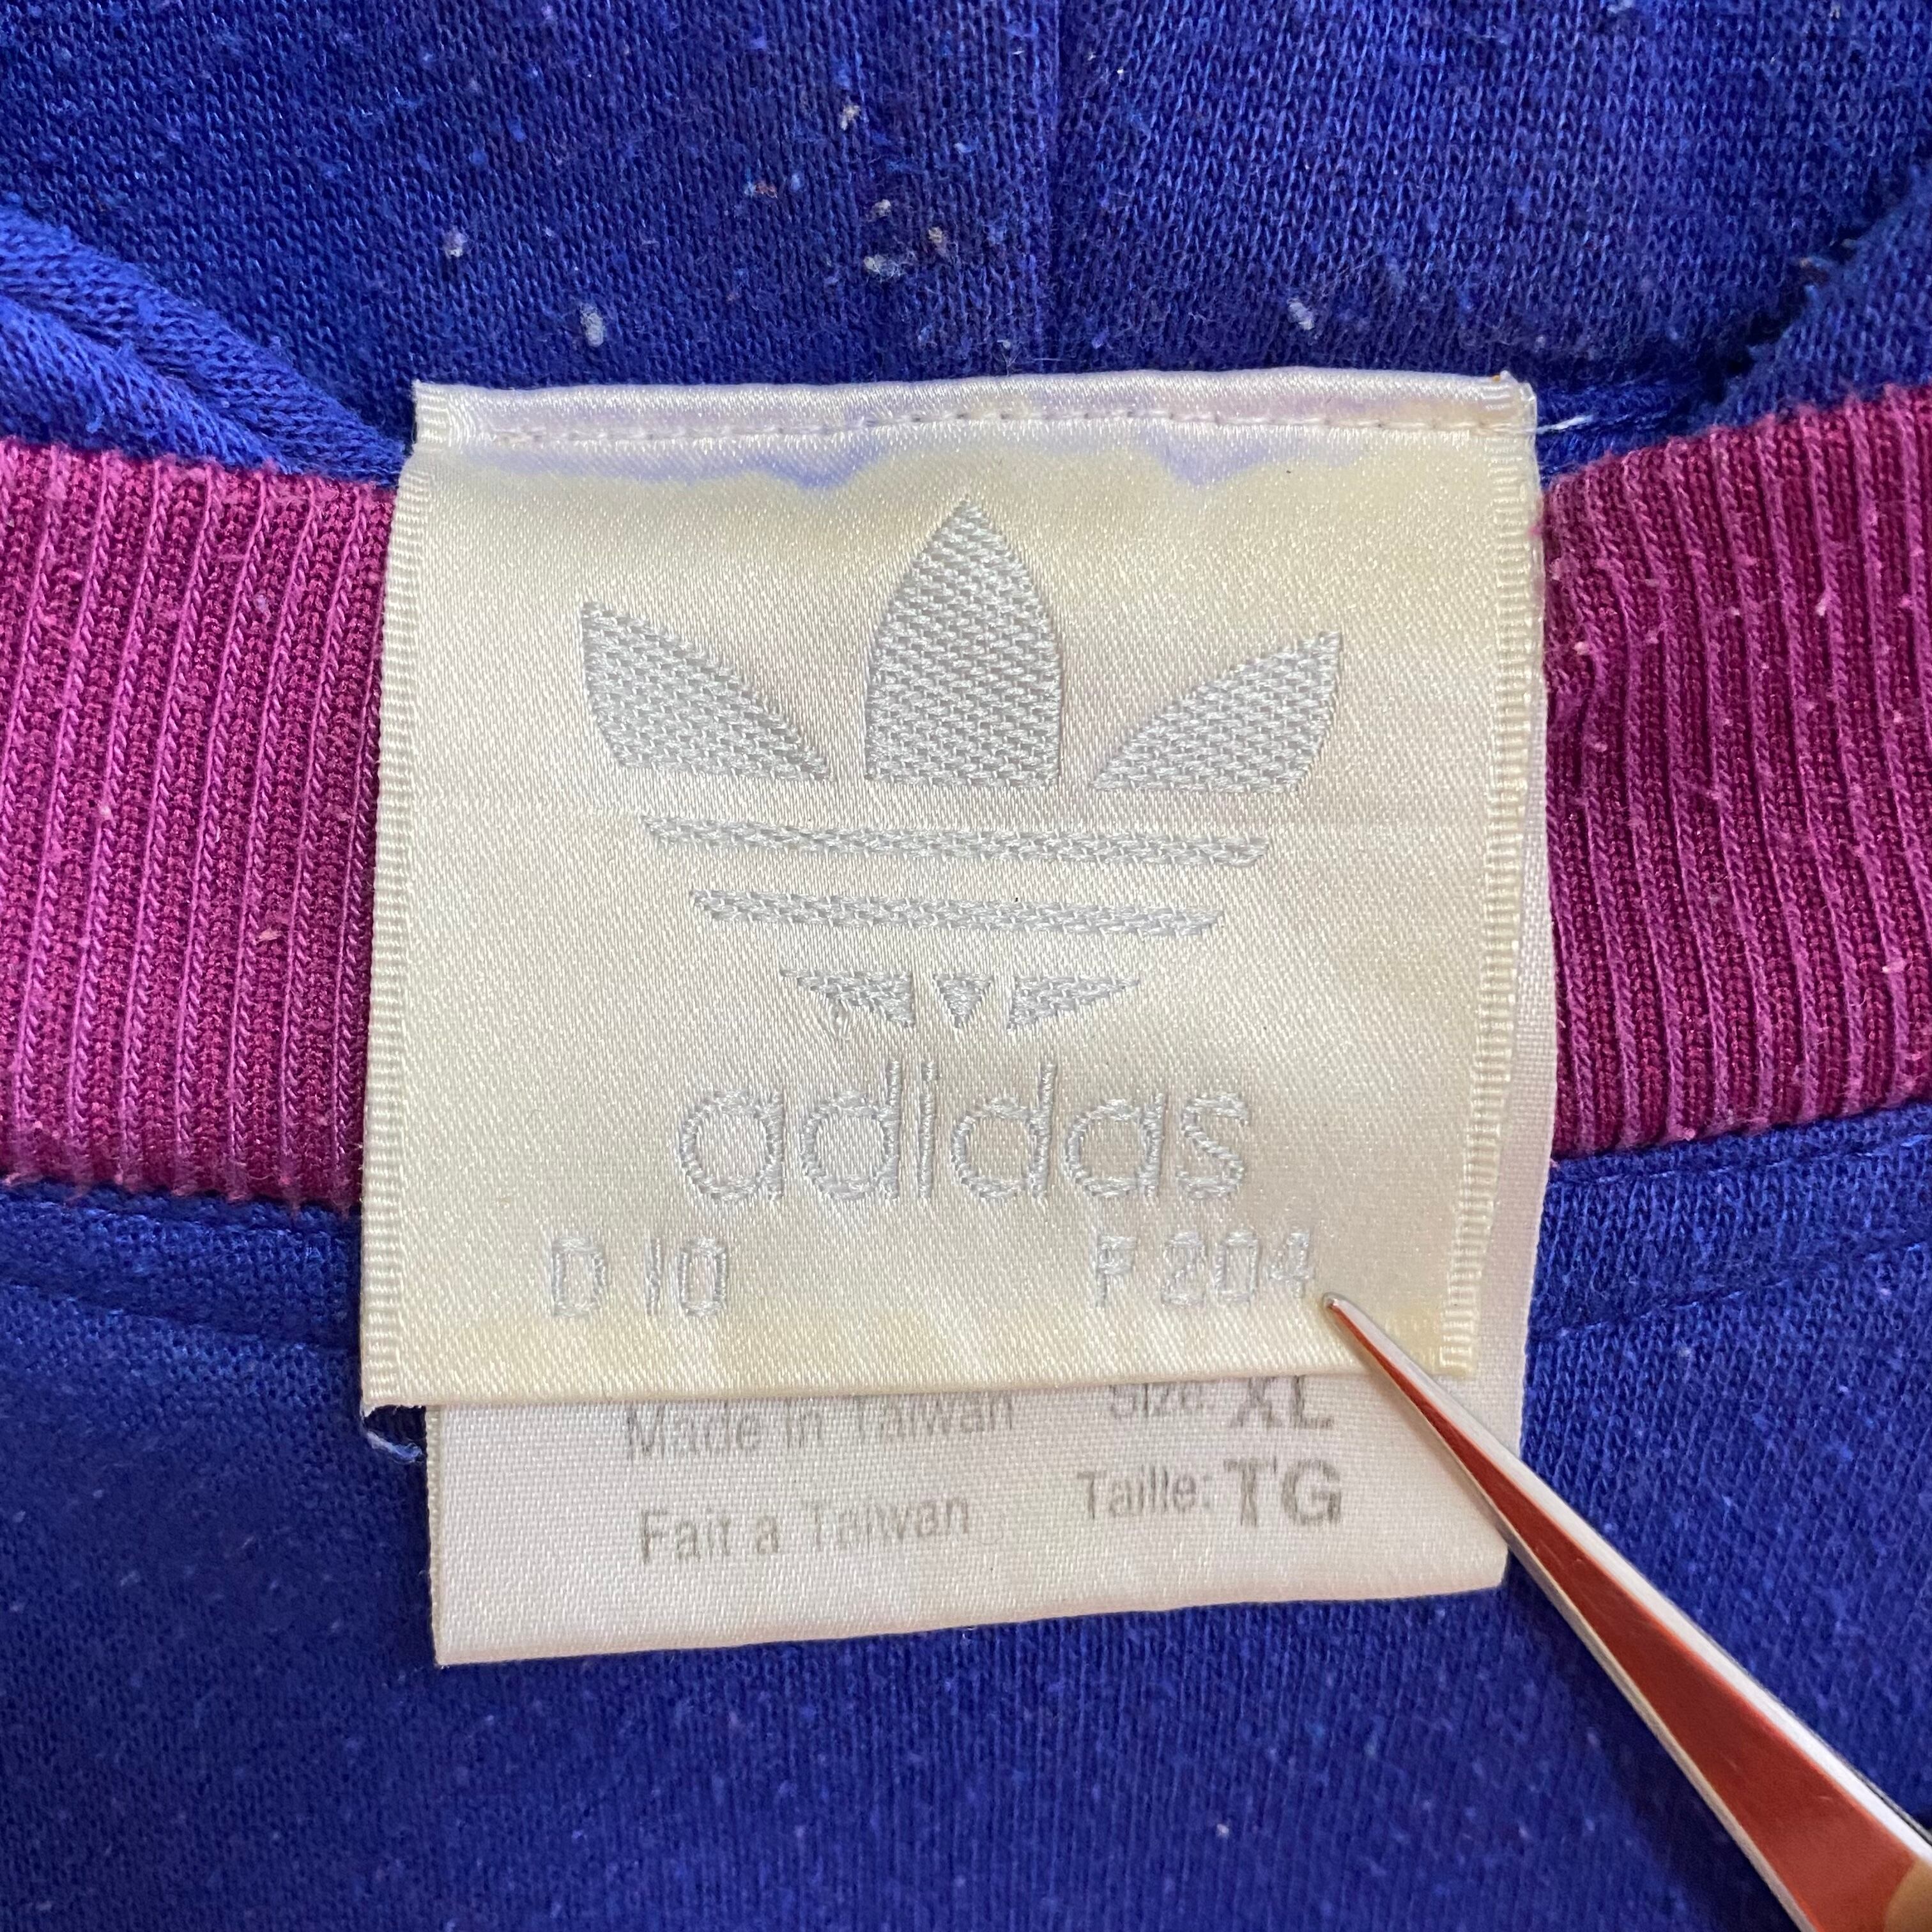 adidas
D 10 F 204
Made in Taiwan Size XL
Fait a Taiwan Taille: TG